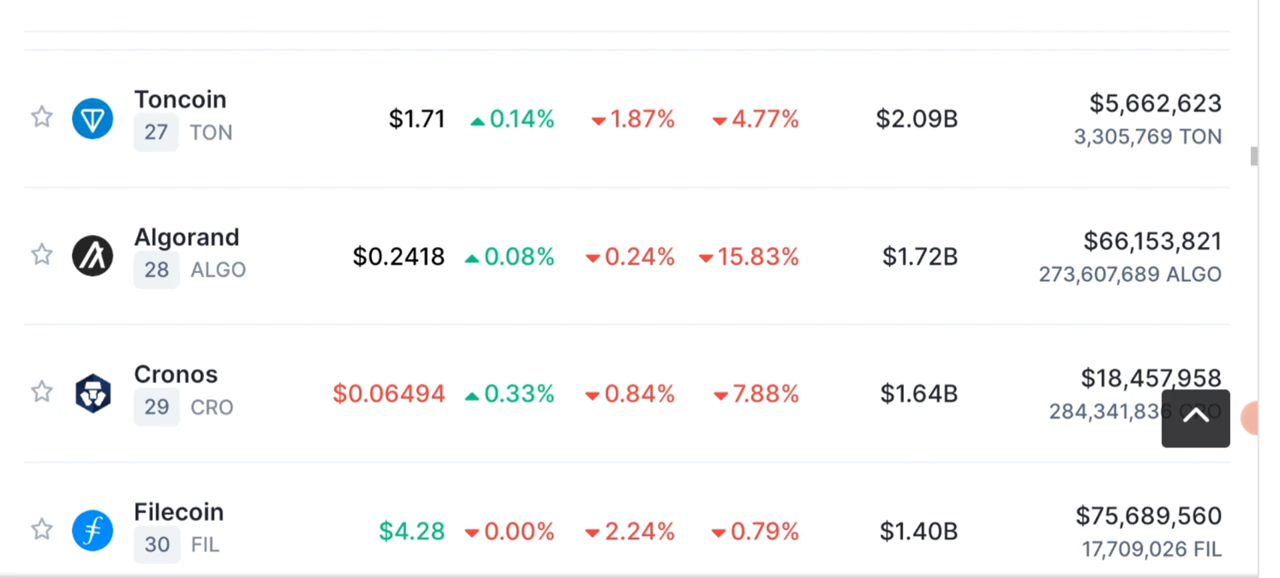 Toncoin
27 TON
$1.71 0.14% 1.87% 4.77% $2.09B
$5,662,623
3,305,769 TON
Algorand
28 ALGO
$0.2418 0.08% 0.24% 15.83% $1.72B
$66,153,821
273,607,689 ALGO
Cronos
29 CRO
$0.06494 0.33% 0.84% 7.88% $1.64B
$18,457,958
284,341,836
Filecoin
30 FIL
$4.28 0.00% 2.24% 0.79% $1.40B
$75,689,560
17,709,026 FIL